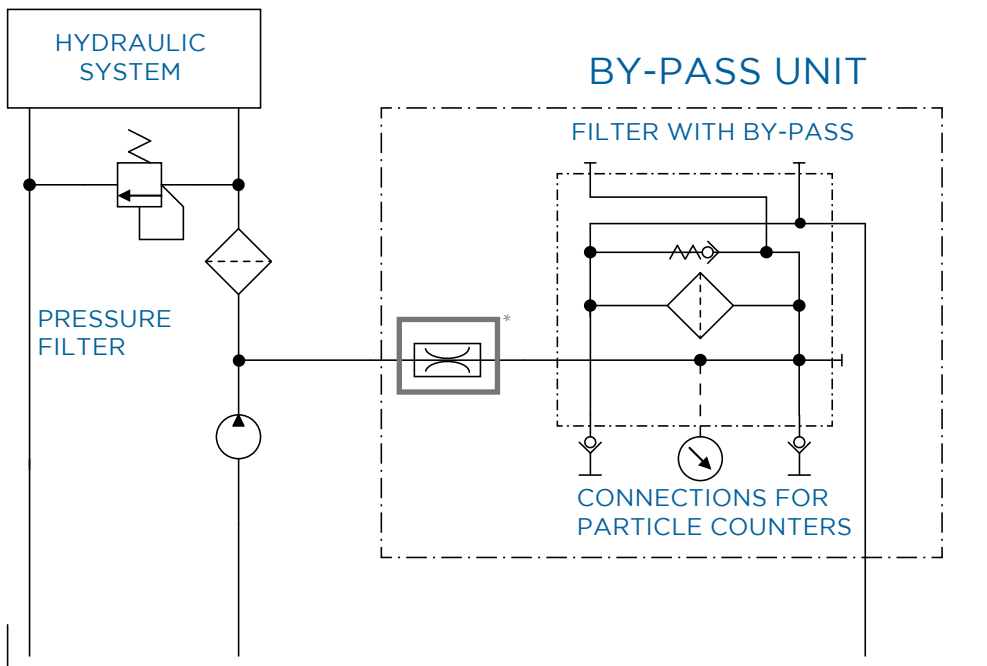 HYDRAULIC
SYSTEM
BY-PASS UNIT
FILTER WITH BY-PASS
PRESSURE
FILTER
*
CONNECTIONS FOR
PARTICLE COUNTERS